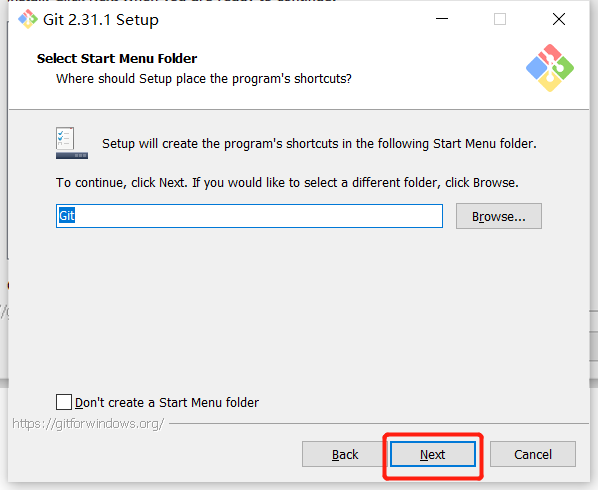 Git 2.31.1 Setup
Select Start Menu Folder
Where should Setup place the program's shortcuts?
Setup will create the program's shortcuts in the following Start Menu folder.
To continue, click Next. If you would like to select a different folder, click Browse.
Git
Browse...
Don't create a Start Menu folder
https://gitforwindows.org/
Back
Next
Cancel